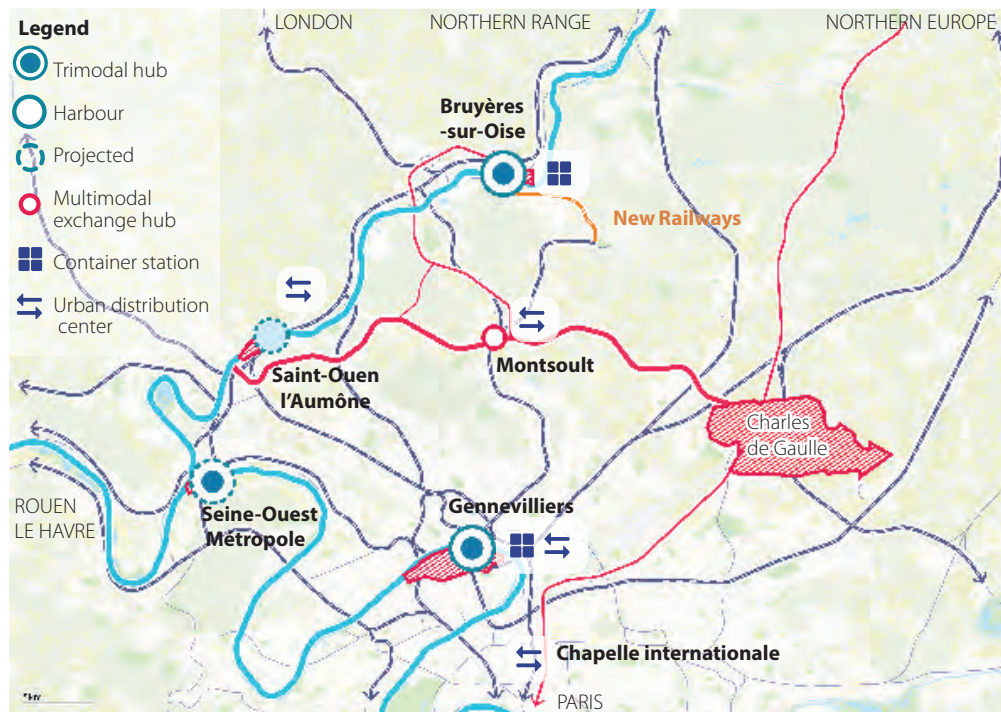 LONDON
NORTHERN RANGE
NORTHERN EUROPE
Legend
Trimodal hub
Harbour
Projected
Multimodal
exchange hub
Container station
Urban distribution
center
Bruyères
-sur-Oise
New Railways
Saint-Ouen
l'Aumône
Montsoult
Charles
de Gaulle
ROUEN
LE HAVRE
Seine-Ouest
Métropole
Gennevilliers
Chapelle internationale
PARIS